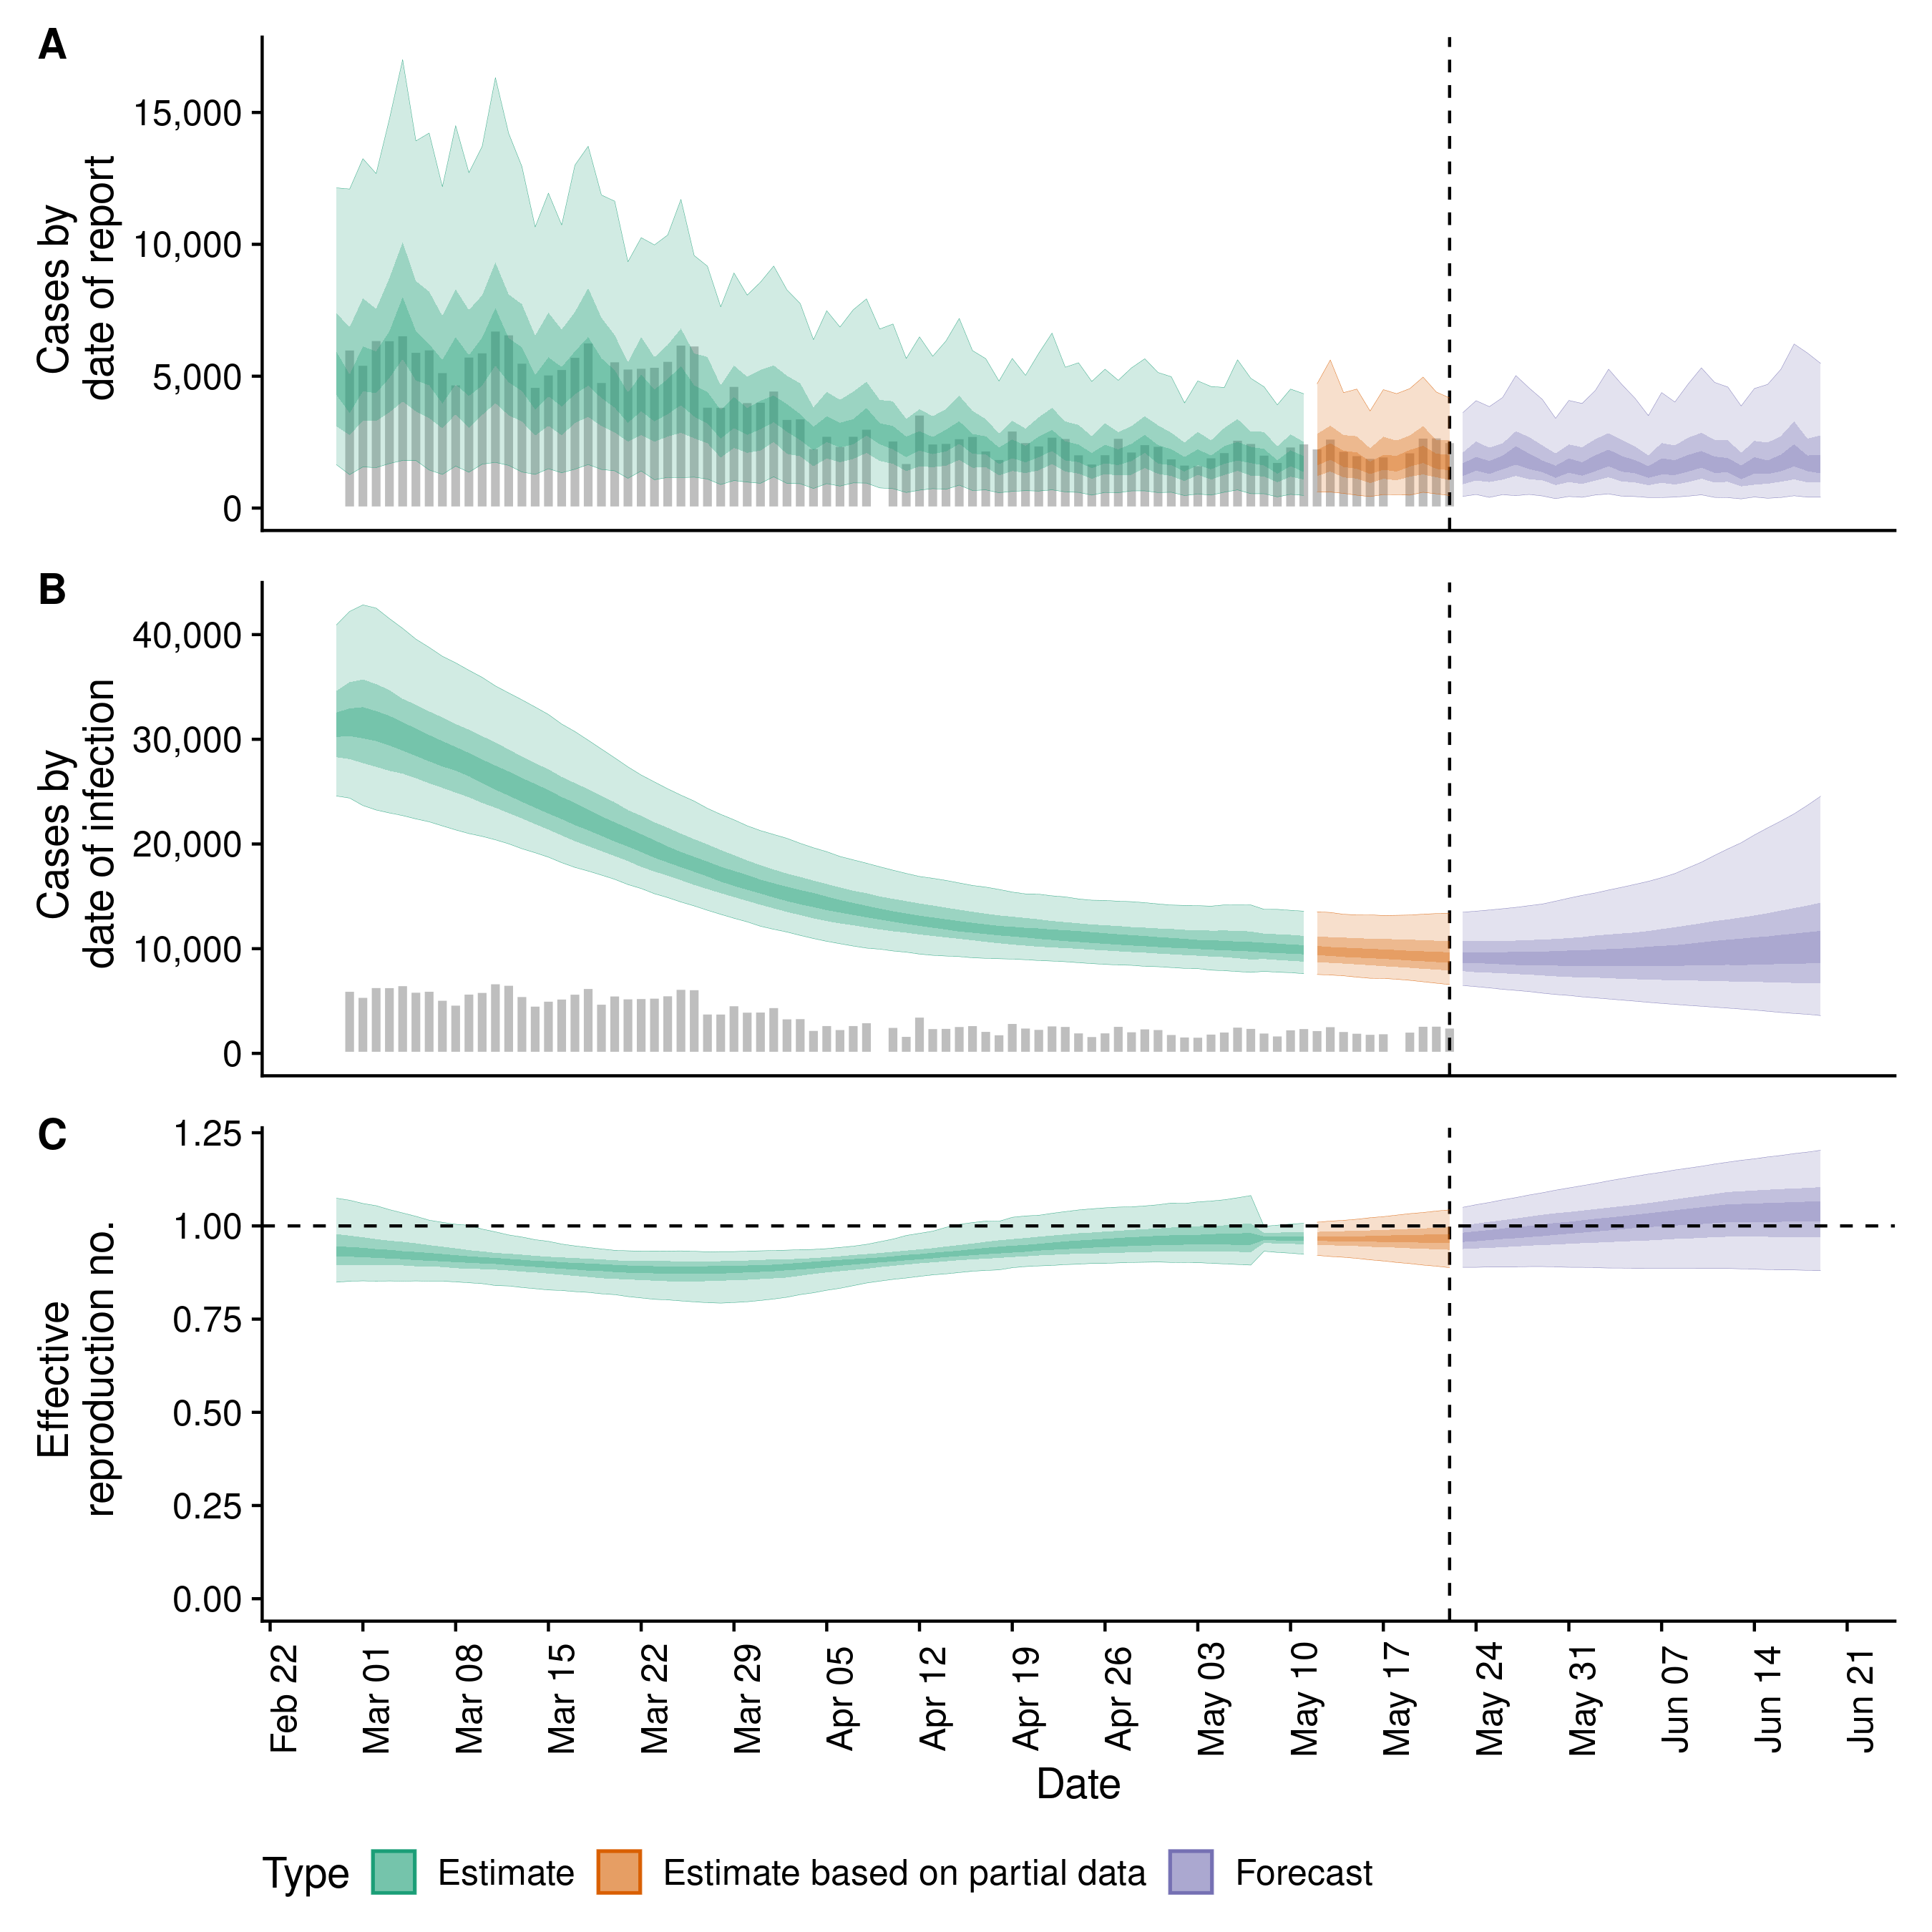 A
Cases by
date of report
15,000
10,000
5,000
0
B
Cases by
date of infection
40,000
30,000
20,000
10,000
0
C
Effective
reproduction no.
1.25
1.00
0.75
0.50
0.25
0.00
Feb 22
Mar 01
Mar 08
Mar 15
Mar 22
Mar 29
Apr 05
Apr 12
Apr 19
Apr 26
May 03
May 10
May 17
May 24
May 31
Jun 07
Jun 14
Jun 21
Date
Type Estimate Estimate based on partial data Forecast